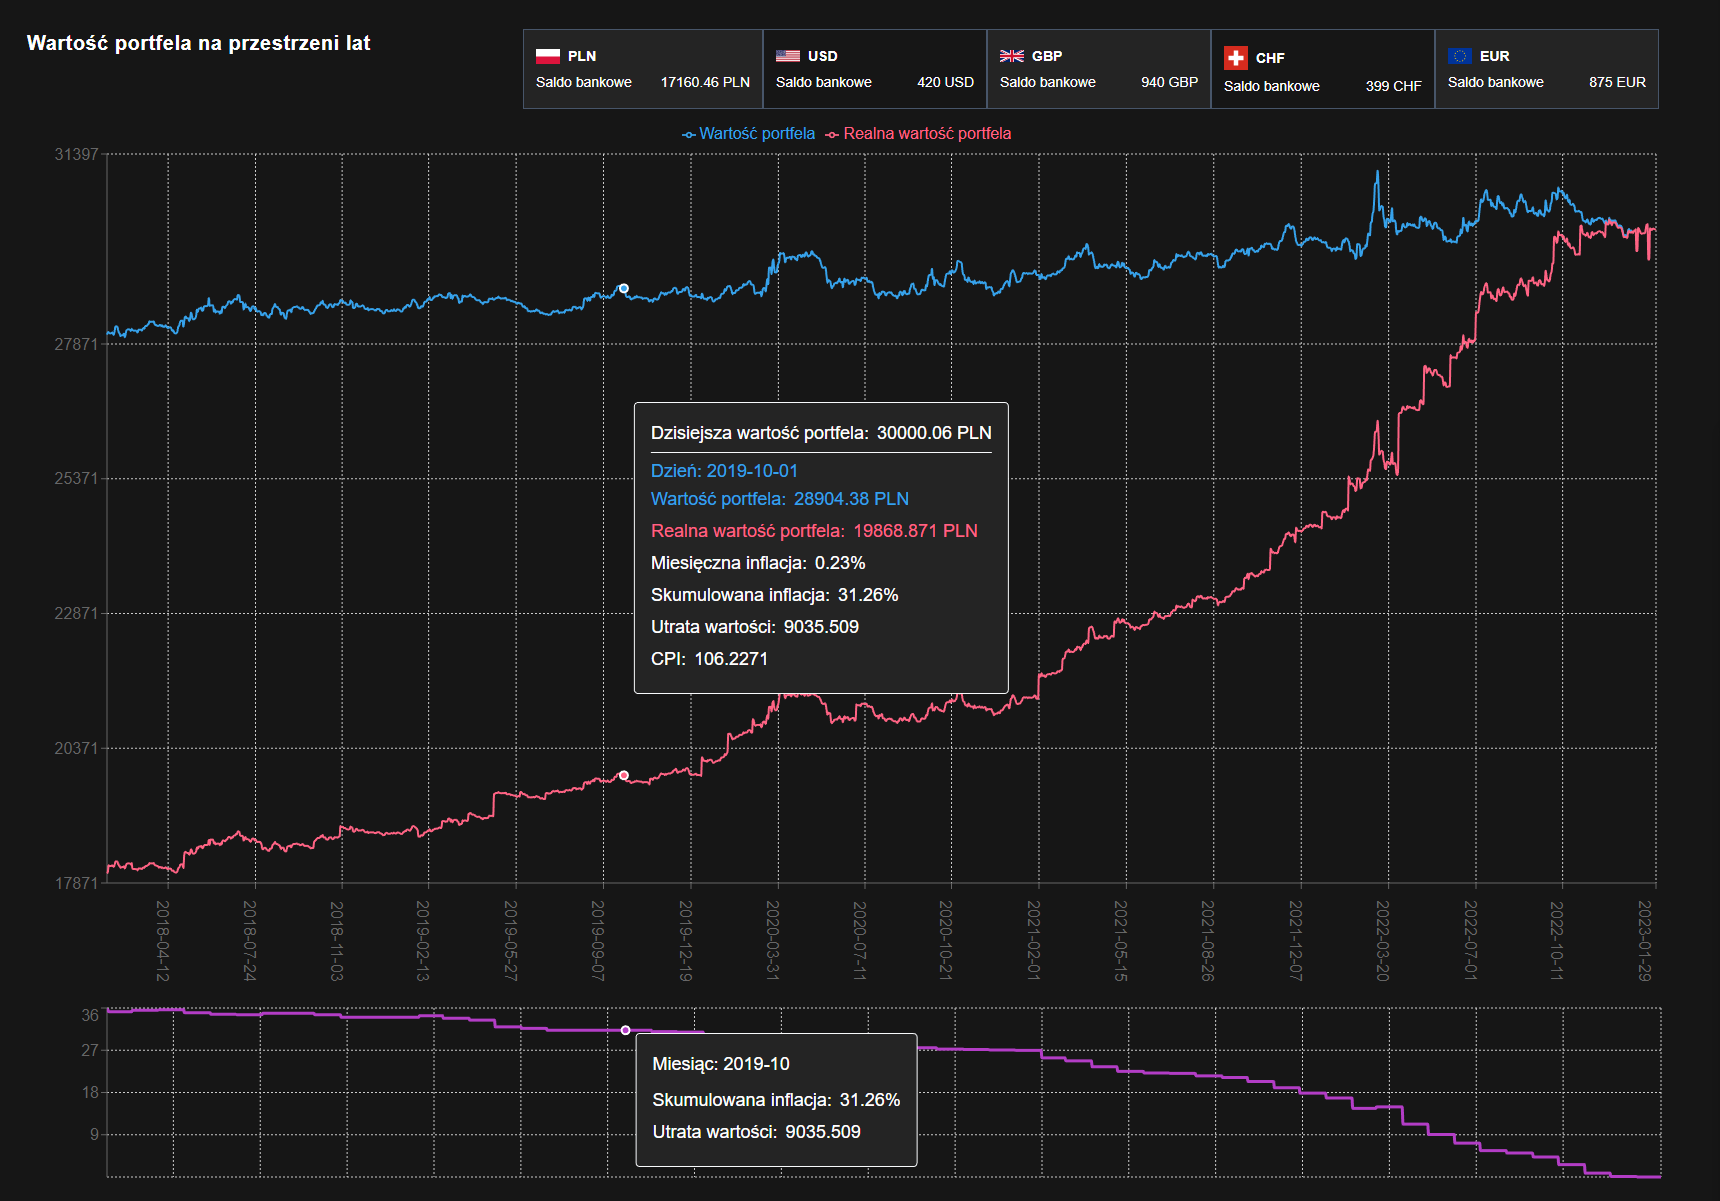 Wartość portfela na przestrzeni lat
PLN
Saldo bankowe 17160.46 PLN
USD
Saldo bankowe 420 USD
GBP
Saldo bankowe 940 GBP
CHF
Saldo bankowe 399 CHF
EUR
Saldo bankowe 875 EUR
Wartość portfela Realna wartość portfela
31397
27871
25371
22871
20371
17871
Dzisiejsza wartość portfela: 30000.06 PLN
Dzień: 2019-10-01
Wartość portfela: 28904.38 PLN
Realna wartość portfela: 19868.871 PLN
Miesięczna inflacja: 0.23%
Skumulowana inflacja: 31.26%
Utrata wartości: 9035.509
CPI: 106.2271
2018-04-12
2018-07-24
2018-11-03
2019-02-13
2019-05-27
2019-09-07
2019-12-19
2020-03-31
2020-07-11
2020-10-21
2021-02-01
2021-05-15
2021-08-26
2021-12-07
2022-03-20
2022-07-01
2022-10-11
2023-01-29
36
27
18
9
Miesiąc: 2019-10
Skumulowana inflacja: 31.26%
Utrata wartości: 9035.509